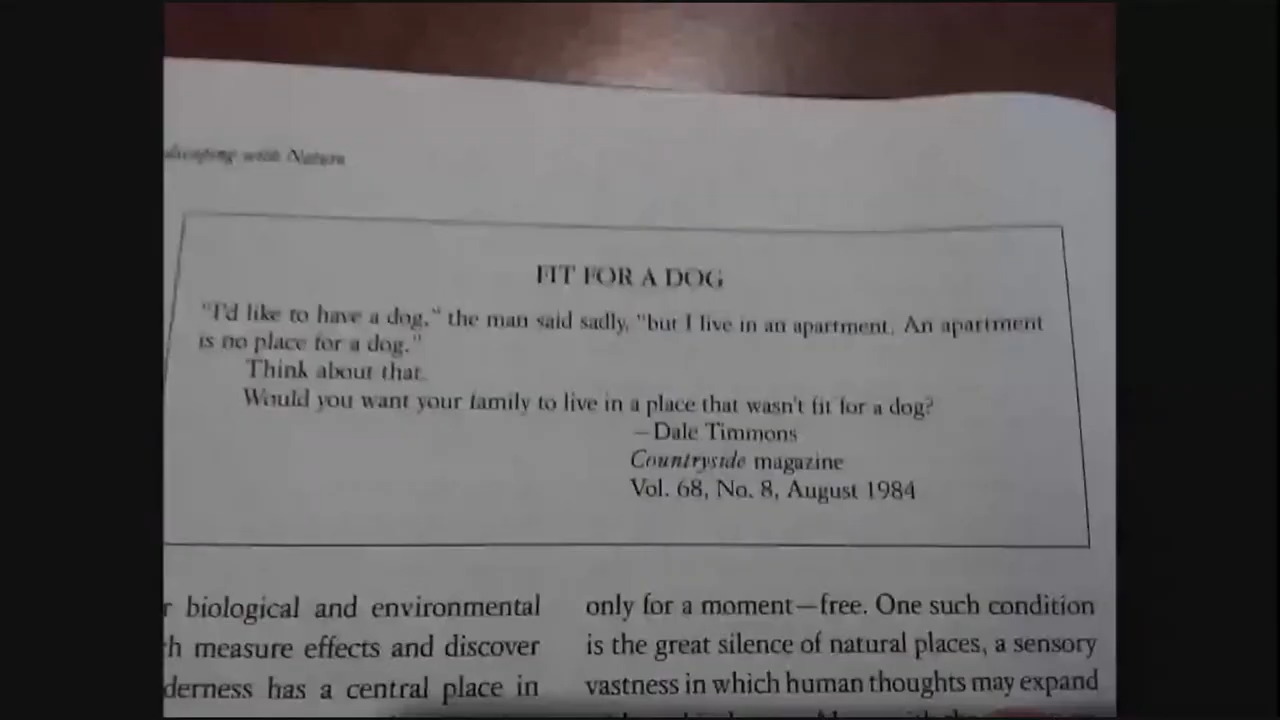 with Nature
FIT FOR A DOG
"I'd like to have a dog," the man said sadly, "but I live in an apartment. An apartment
is no place for a dog."
Think about that.
Would you want your family to live in a place that wasn't fit for a dog?
—Dale Timmons
Countryside magazine
Vol. 68, No. 8, August 1984
r biological and environmental
h measure effects and discover
derness has a central place in
only for a moment—free. One such condition
is the great silence of natural places, a sensory
vastness in which human thoughts may expand